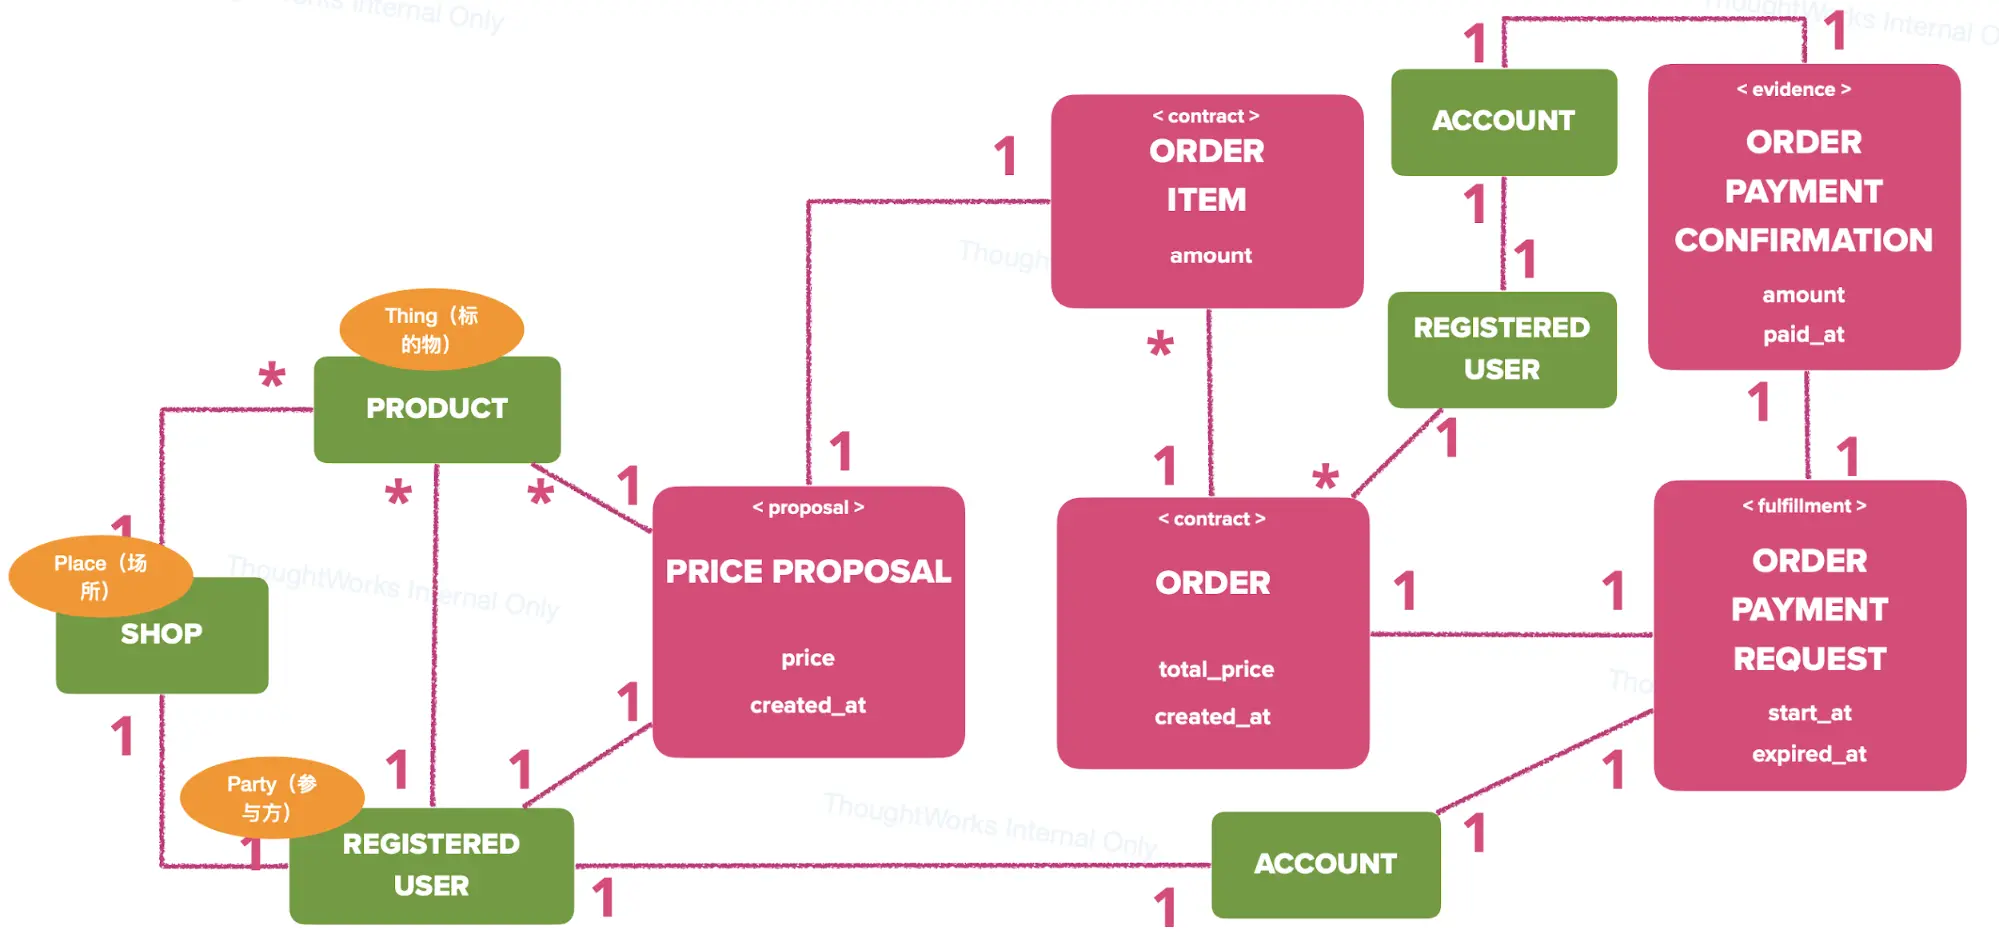 ThoughtWorks Internal Only
ThoughtWorks Internal O
1
1
ACCOUNT
1
1
REGISTERED
USER
1
*
< evidence >
ORDER
PAYMENT
CONFIRMATION
amount
paid_at
1
1
< contract >
ORDER
ITEM
amount
1
*
1
Though
1
Thing（标
的物）
PRODUCT
*
*
*
1
1
Place（场
所）
SHOP
1
ThoughtWorks Internal Only
< proposal >
PRICE PROPOSAL
price
created_at
1
1
1
< contract >
ORDER
total_price
created_at
1
1
< fulfillment >
ORDER
PAYMENT
REQUEST
start_at
expired_at
Tho
1
1
Party（参
与方）
1
REGISTERED
USER
1
1
ThoughtWorks Internal Only
ACCOUNT